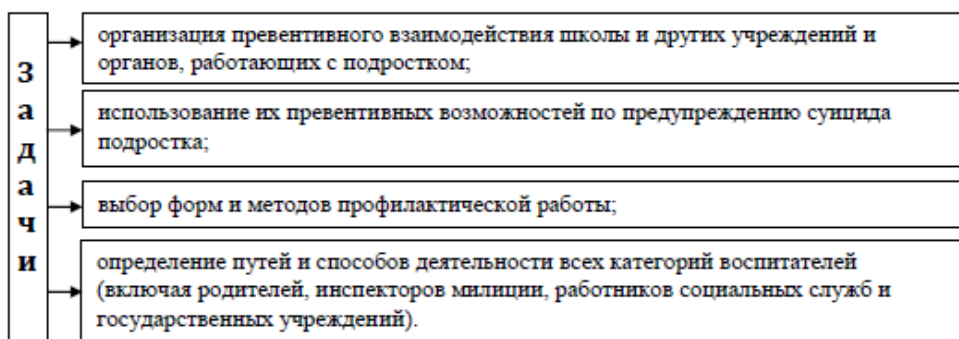 Задачи
организация превентивного взаимодействия школы и других учреждений и
органов, работающих с подростком;
использование их превентивных возможностей по предупреждению суицида
подростка;
выбор форм и методов профилактической работы;
определение путей и способов деятельности всех категорий воспитателей
(включая родителей, инспекторов милиции, работников социальных служб и
государственных учреждений).